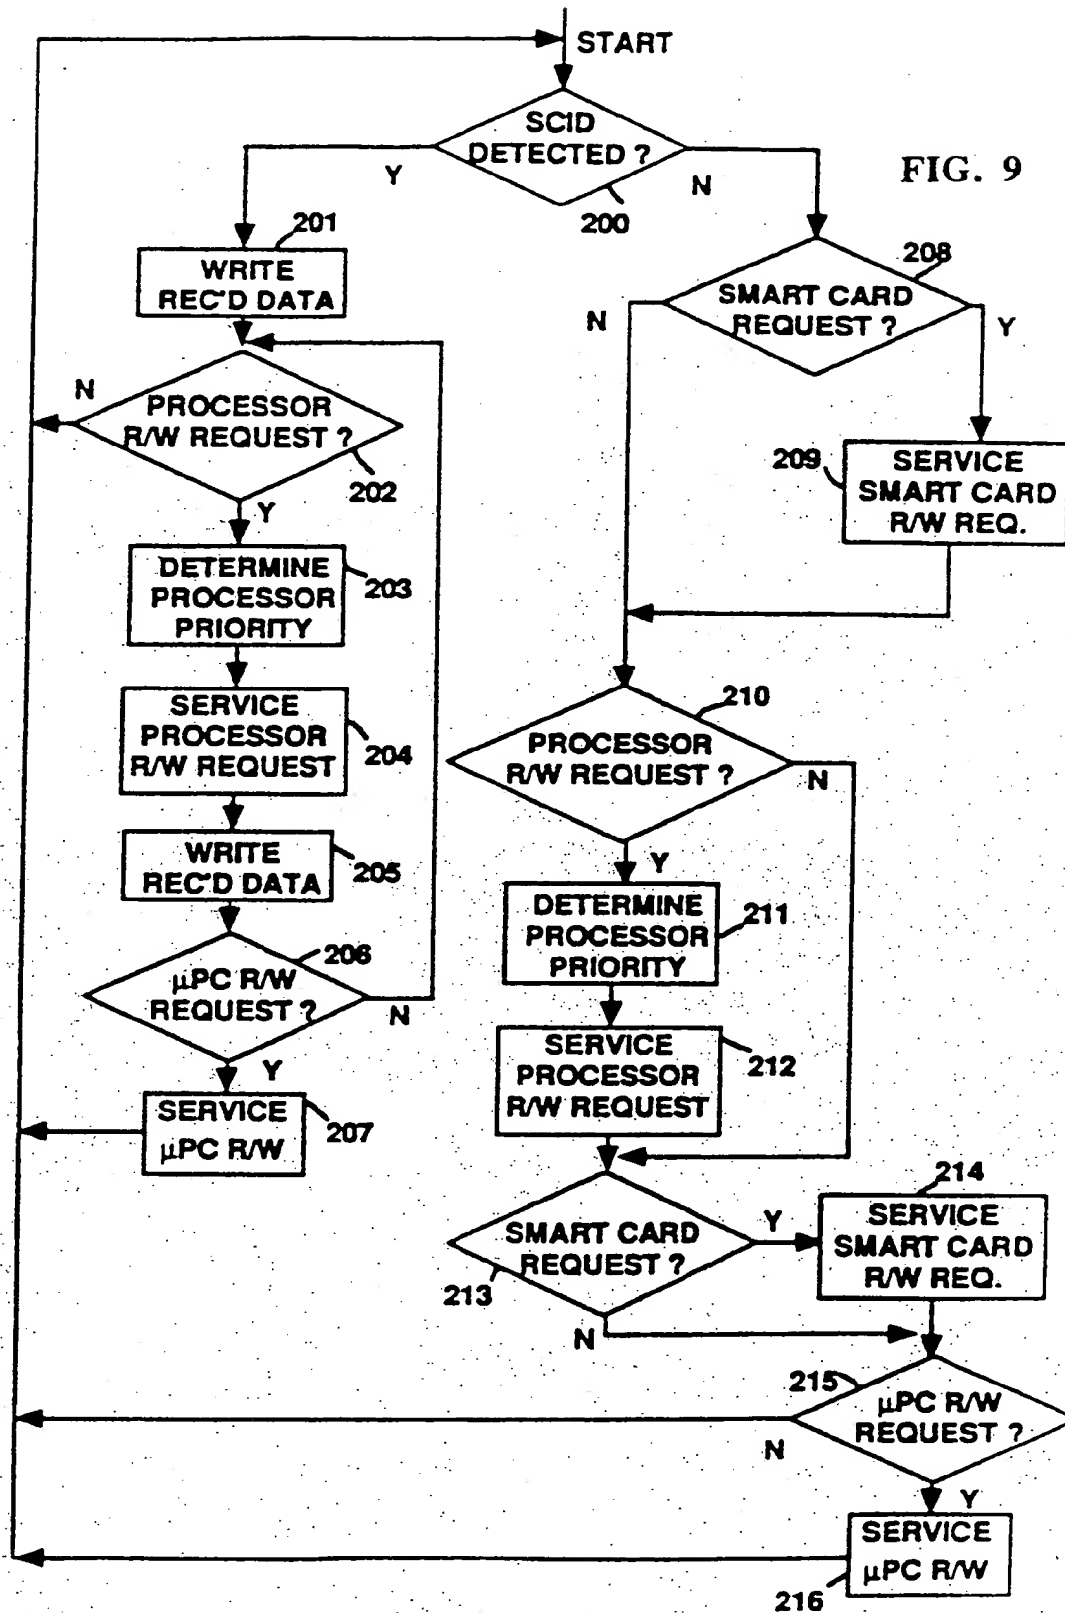 START
SCID
DETECTED ?
Y
N
200
FIG. 9
201
WRITE
REC'D DATA
208
SMART CARD
REQUEST ?
N
Y
N
PROCESSOR
R/W REQUEST ?
202
Y
209
SERVICE
SMART CARD
R/W REQ.
DETERMINE
PROCESSOR
PRIORITY
203
SERVICE
PROCESSOR
R/W REQUEST
204
210
PROCESSOR
R/W REQUEST ?
N
Y
WRITE
REC'D DATA
205
206
µPC R/W
REQUEST ?
N
Y
DETERMINE
PROCESSOR
PRIORITY
211
SERVICE
PROCESSOR
R/W REQUEST
212
SERVICE
µPC R/W
207
SMART CARD
REQUEST ?
213
Y
N
214
SERVICE
SMART CARD
R/W REQ.
215
µPC R/W
REQUEST ?
N
Y
SERVICE
µPC R/W
216